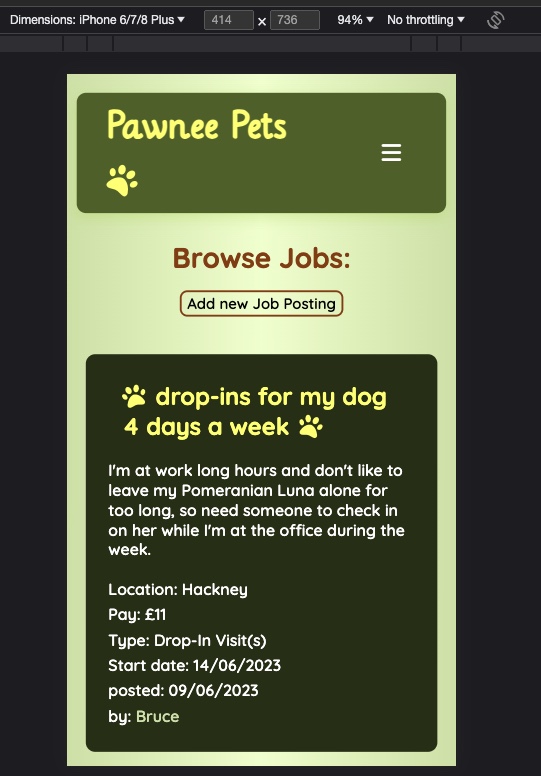 Dimensions: iPhone 6/7/8 Plus ▾ 414 × 736 94% ▾ No throttling ▾
Pawnee Pets
Browse Jobs:
Add new Job Posting
drop-ins for my dog
4 days a week
I'm at work long hours and don't like to
leave my Pomeranian Luna alone for
too long, so need someone to check in
on her while I'm at the office during the
week.
Location: Hackney
Pay: £11
Type: Drop-In Visit(s)
Start date: 14/06/2023
posted: 09/06/2023
by: Bruce